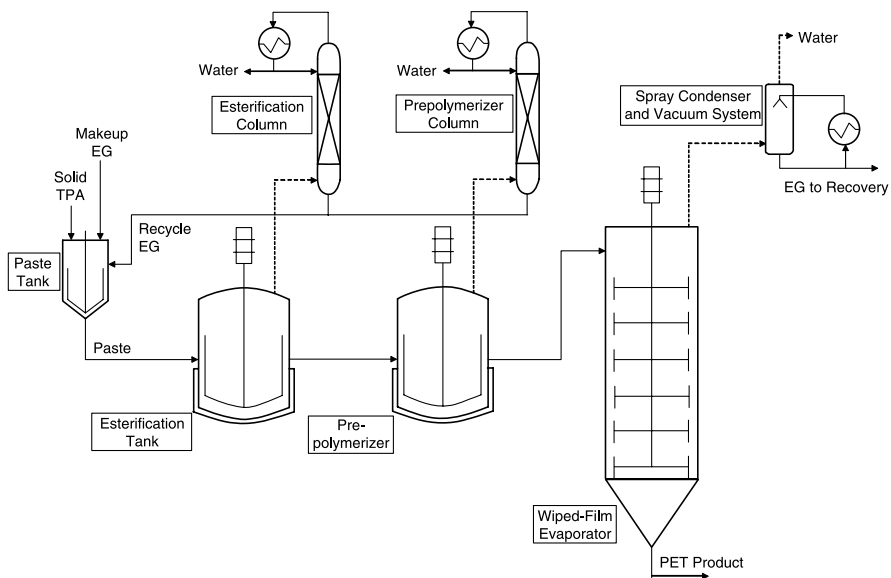 Water
Water
Water
Esterification
Column
Prepolymerizer
Column
Spray Condenser
and Vacuum System
Makeup
EG
Solid
TPA
EG to Recovery
Recycle
EG
Paste
Tank
Paste
Esterification
Tank
Pre-
polymerizer
Wiped-Film
Evaporator
PET Product